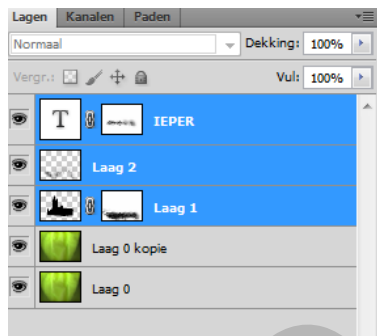 Lagen Kanalen Paden
Normaal Dekking: 100%
Vergr.: Vul: 100%
T IEPER
Laag 2
Laag 1
Laag 0 kopie
Laag 0